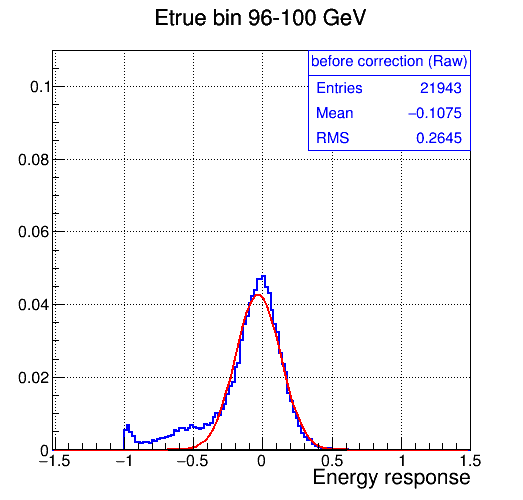 Etrue bin 96-100 GeV
before correction (Raw)
Entries 21943
Mean −0.1075
RMS 0.2645
0.1
0.08
0.06
0.04
0.02
0
−1.5 −1 −0.5 0 0.5 1 1.5
Energy response